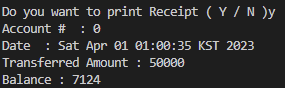 Do you want to print Receipt ( Y / N )y
Account #  : 0
Date  : Sat Apr 01 01:00:35 KST 2023
Transferred Amount : 50000
Balance : 7124